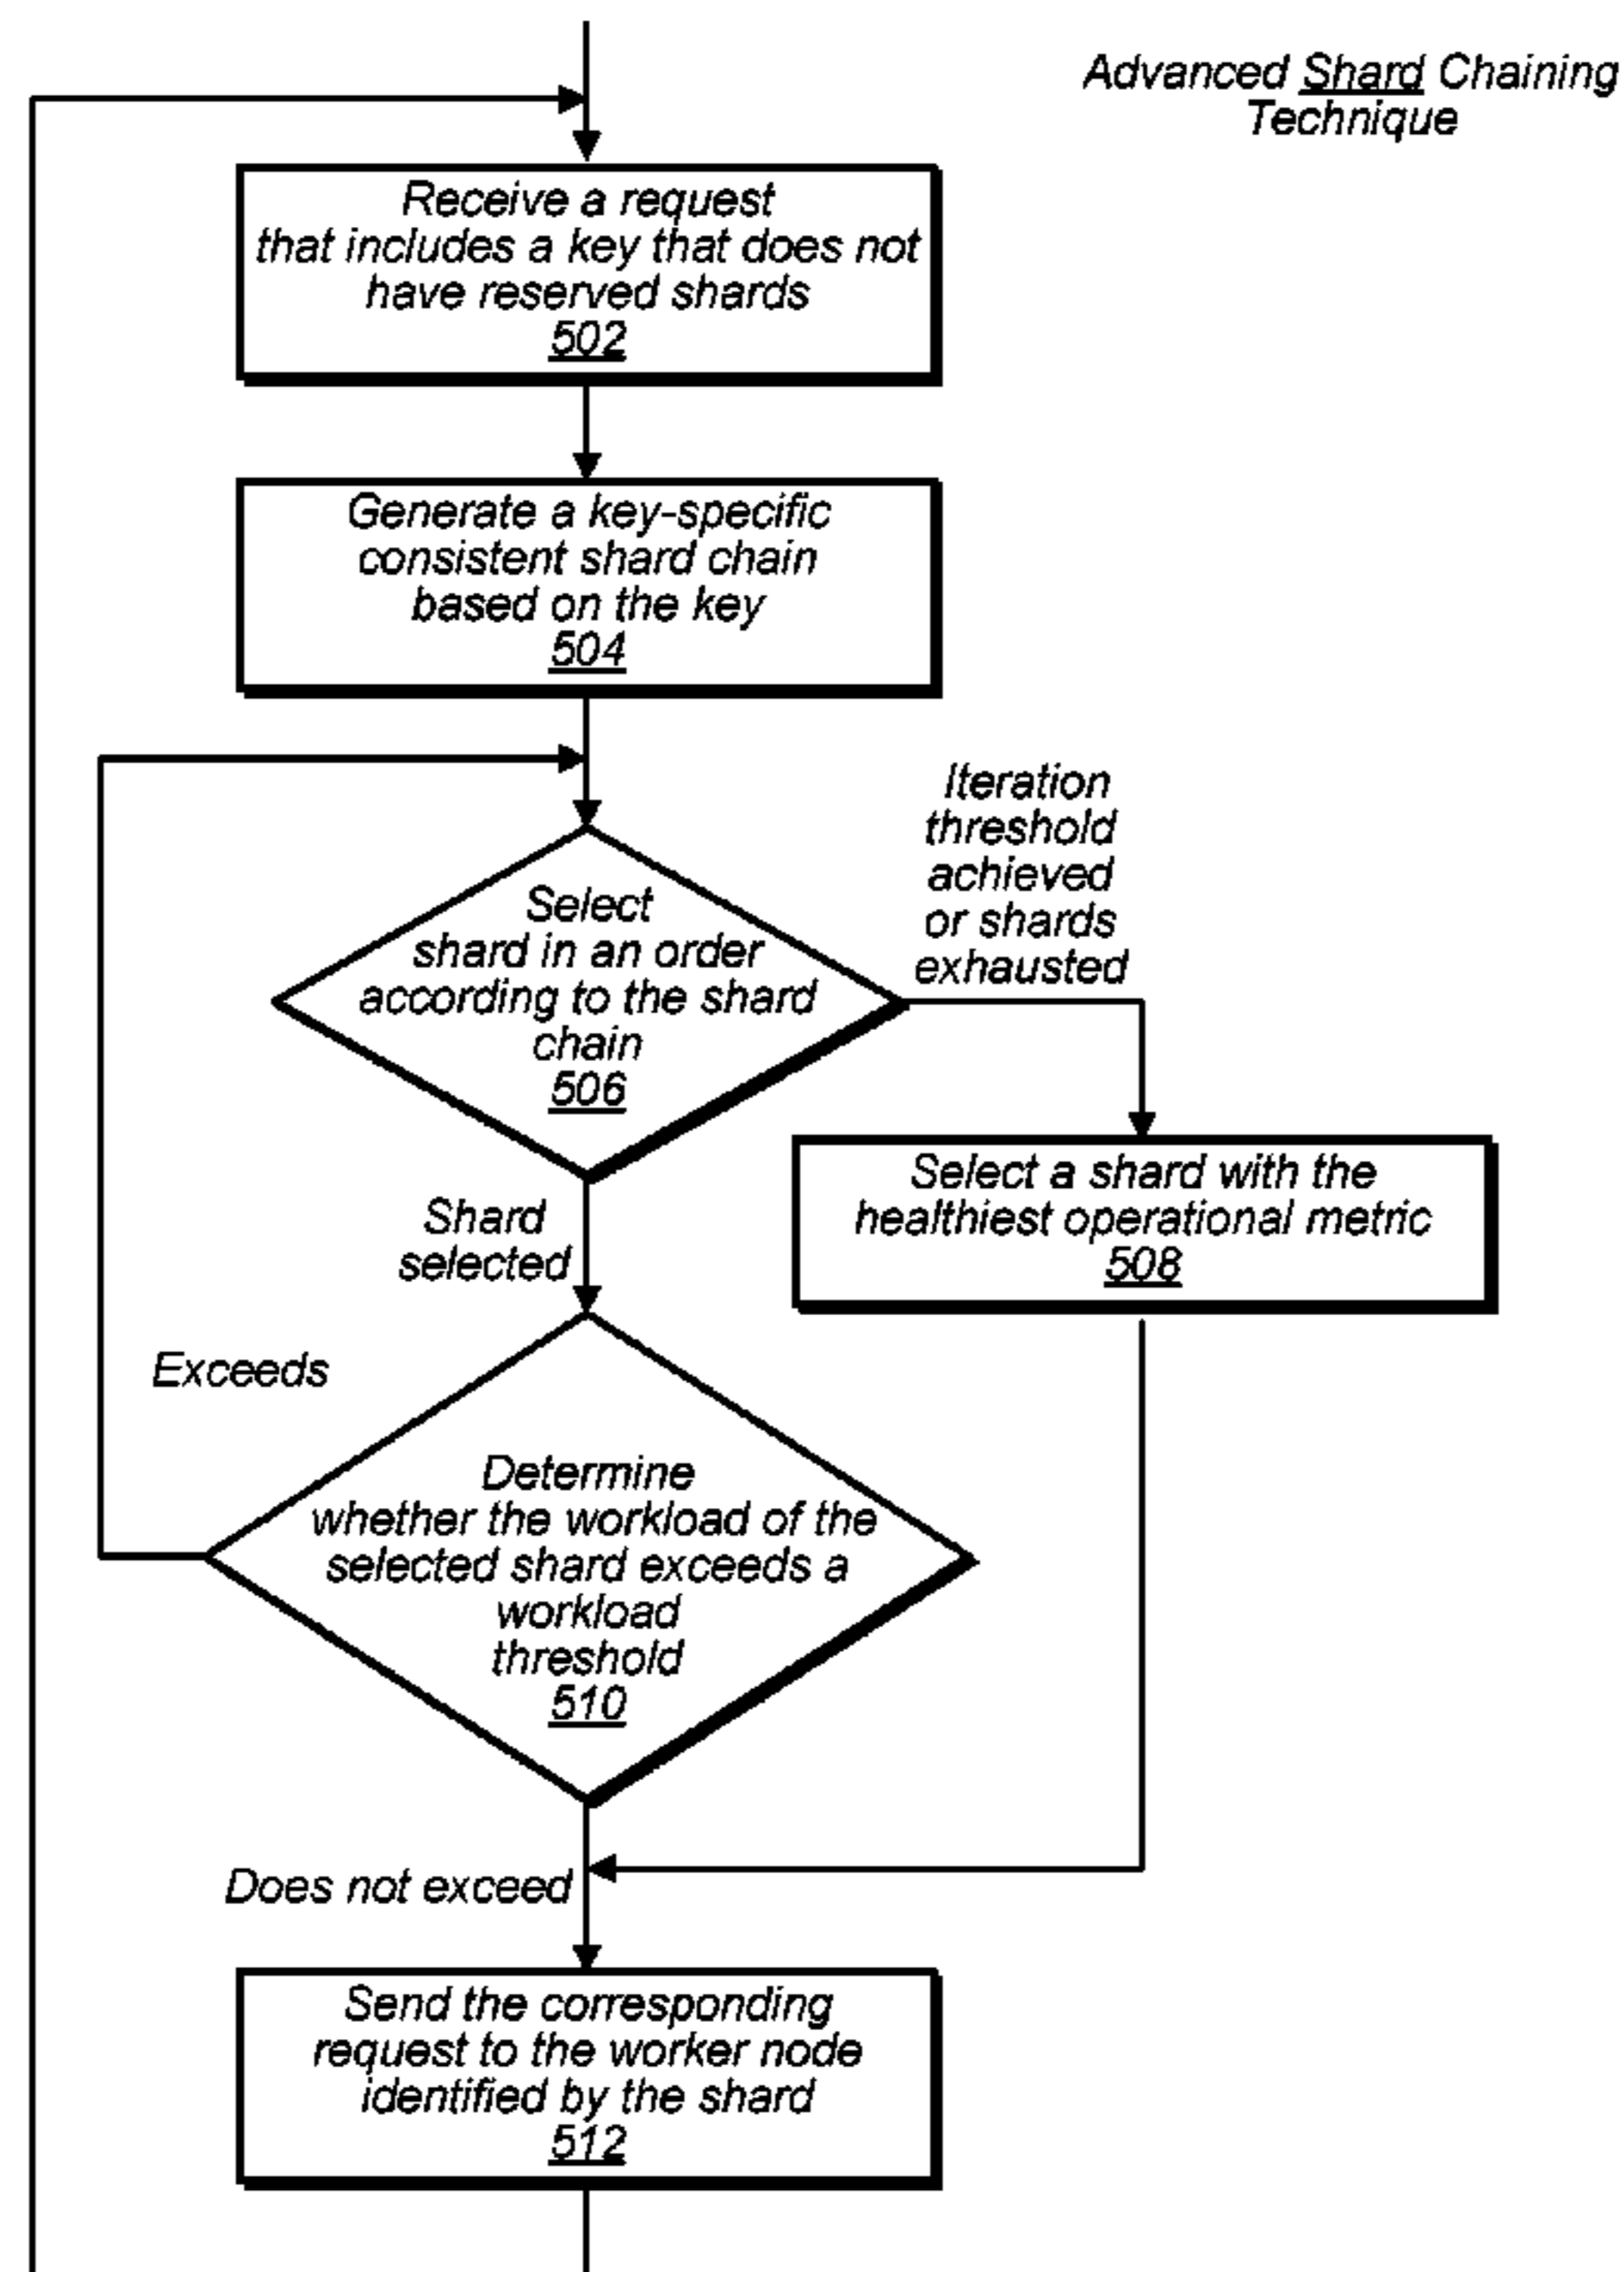 Advanced Shard Chaining
Technique
Receive a request
that includes a key that does not
have reserved shards
502
Generate a key-specific
consistent shard chain
based on the key
504
Iteration
threshold
achieved
or shards
exhausted
Select
shard in an order
according to the shard
chain
506
Select a shard with the
healthiest operational metric
508
Shard
selected
Exceeds
Determine
whether the workload of the
selected shard exceeds a
workload
threshold
510
Does not exceed
Send the corresponding
request to the worker node
identified by the shard
512